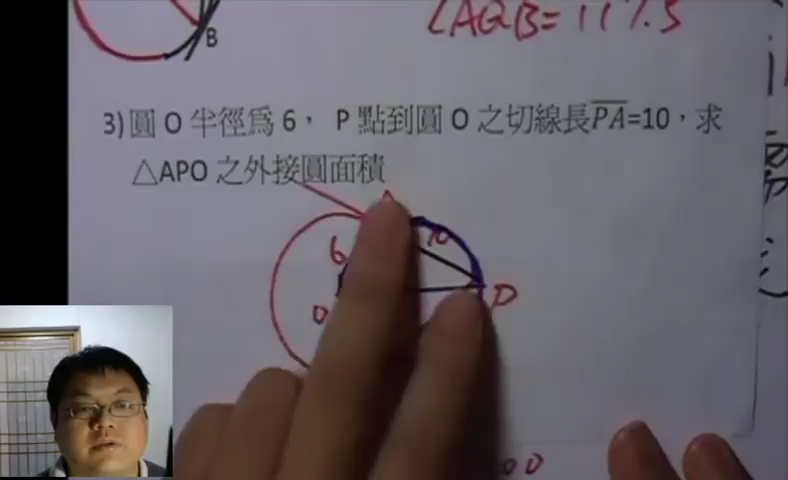 B
∠AQB=117.5
3)圓 O 半徑為 6， P 點到圓 O 之切線長PA=10，求
△APO 之外接圓面積
6
10
O
P